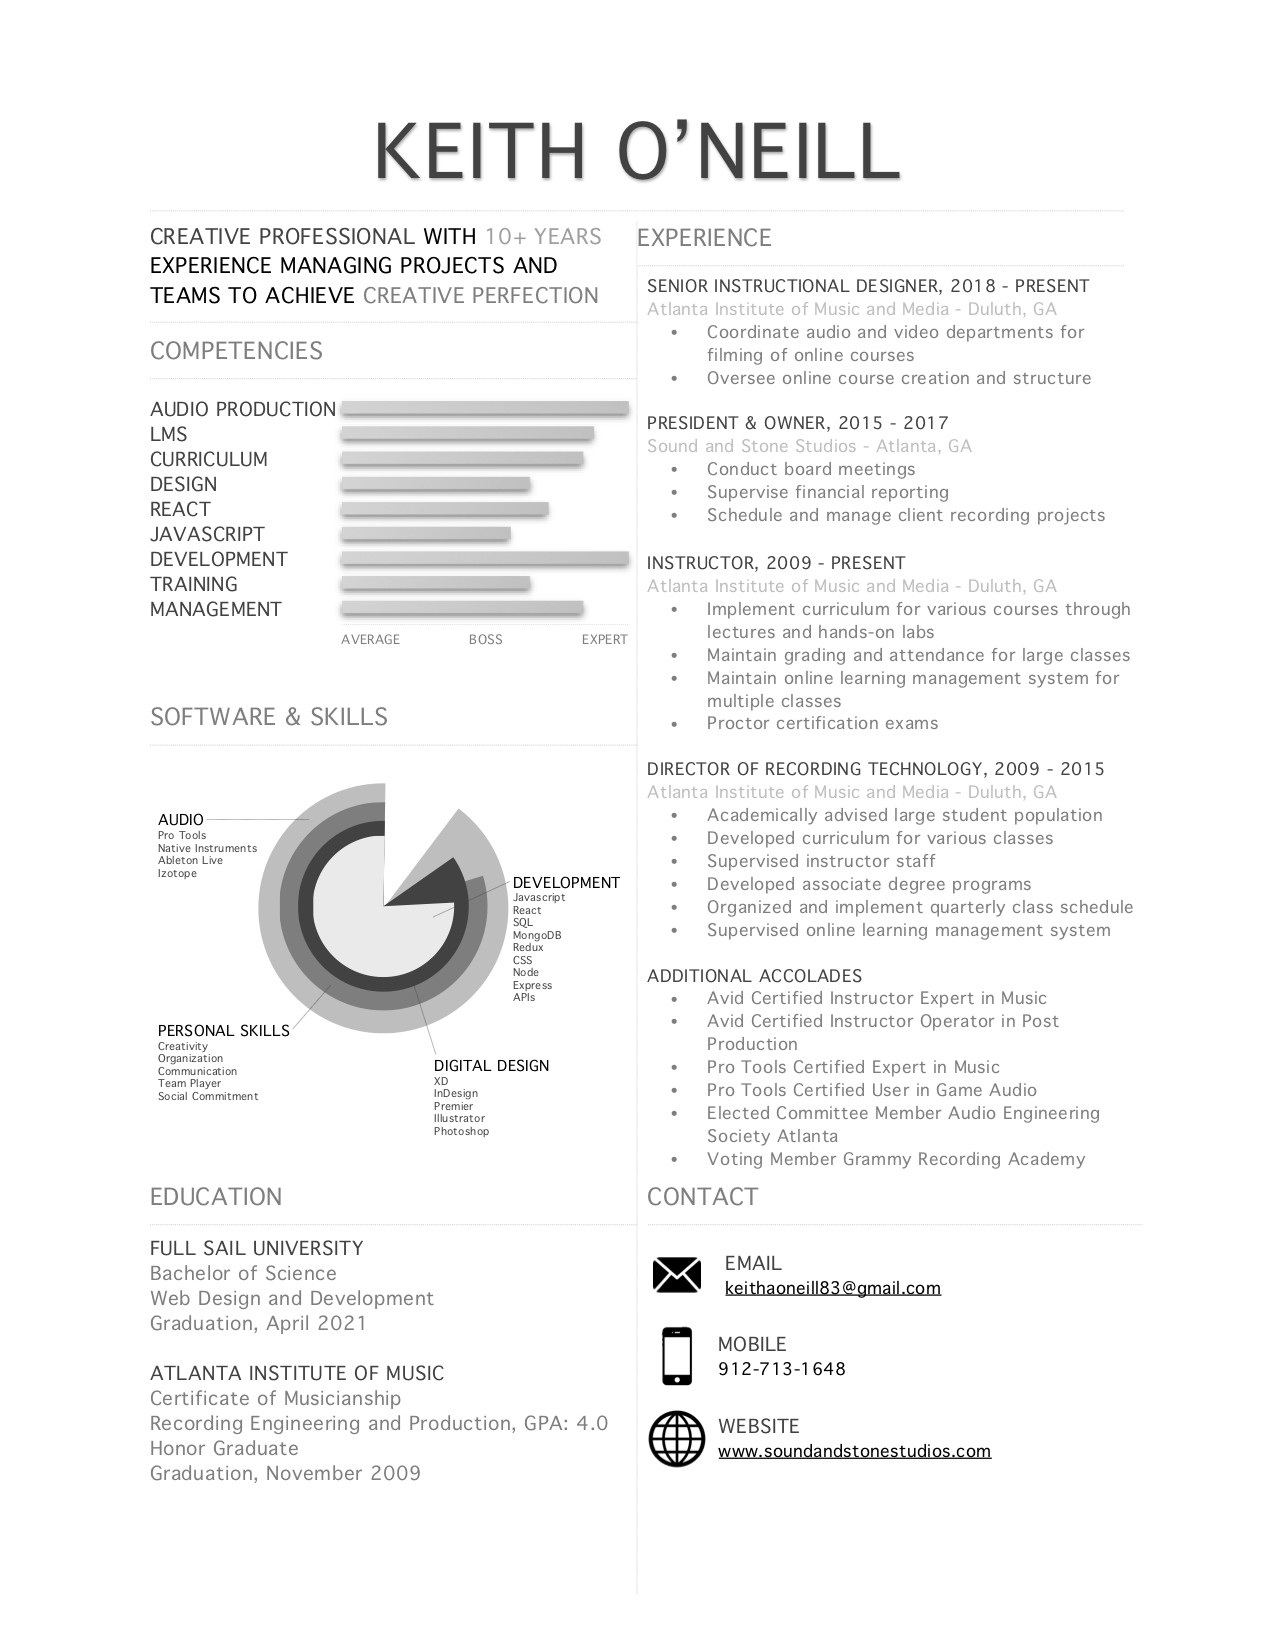 KEITH O’NEILL
CREATIVE PROFESSIONAL WITH 10+ YEARS
EXPERIENCE MANAGING PROJECTS AND
TEAMS TO ACHIEVE CREATIVE PERFECTION
COMPETENCIES
AUDIO PRODUCTION
LMS
CURRICULUM
DESIGN
REACT
JAVASCRIPT
DEVELOPMENT
TRAINING
MANAGEMENT
AVERAGE BOSS EXPERT
SOFTWARE & SKILLS
AUDIO
Pro Tools
Native Instruments
Ableton Live
Izotope
DEVELOPMENT
Javascript
React
SQL
MongoDB
Redux
CSS
Node
Express
APIs
PERSONAL SKILLS
Creativity
Organization
Communication
Team Player
Social Commitment
DIGITAL DESIGN
XD
InDesign
Premier
Illustrator
Photoshop
EDUCATION
FULL SAIL UNIVERSITY
Bachelor of Science
Web Design and Development
Graduation, April 2021
ATLANTA INSTITUTE OF MUSIC
Certificate of Musicianship
Recording Engineering and Production, GPA: 4.0
Honor Graduate
Graduation, November 2009
EXPERIENCE
SENIOR INSTRUCTIONAL DESIGNER, 2018 - PRESENT
Atlanta Institute of Music and Media - Duluth, GA
• Coordinate audio and video departments for
filming of online courses
• Oversee online course creation and structure
PRESIDENT & OWNER, 2015 - 2017
Sound and Stone Studios - Atlanta, GA
• Conduct board meetings
• Supervise financial reporting
• Schedule and manage client recording projects
INSTRUCTOR, 2009 - PRESENT
Atlanta Institute of Music and Media - Duluth, GA
• Implement curriculum for various courses through
lectures and hands-on labs
• Maintain grading and attendance for large classes
• Maintain online learning management system for
multiple classes
• Proctor certification exams
DIRECTOR OF RECORDING TECHNOLOGY, 2009 - 2015
Atlanta Institute of Music and Media - Duluth, GA
• Academically advised large student population
• Developed curriculum for various classes
• Supervised instructor staff
• Developed associate degree programs
• Organized and implement quarterly class schedule
• Supervised online learning management system
ADDITIONAL ACCOLADES
• Avid Certified Instructor Expert in Music
• Avid Certified Instructor Operator in Post
Production
• Pro Tools Certified Expert in Music
• Pro Tools Certified User in Game Audio
• Elected Committee Member Audio Engineering
Society Atlanta
• Voting Member Grammy Recording Academy
CONTACT
EMAIL
keithaoneill83@gmail.com
MOBILE
912-713-1648
WEBSITE
www.soundandstonestudios.com